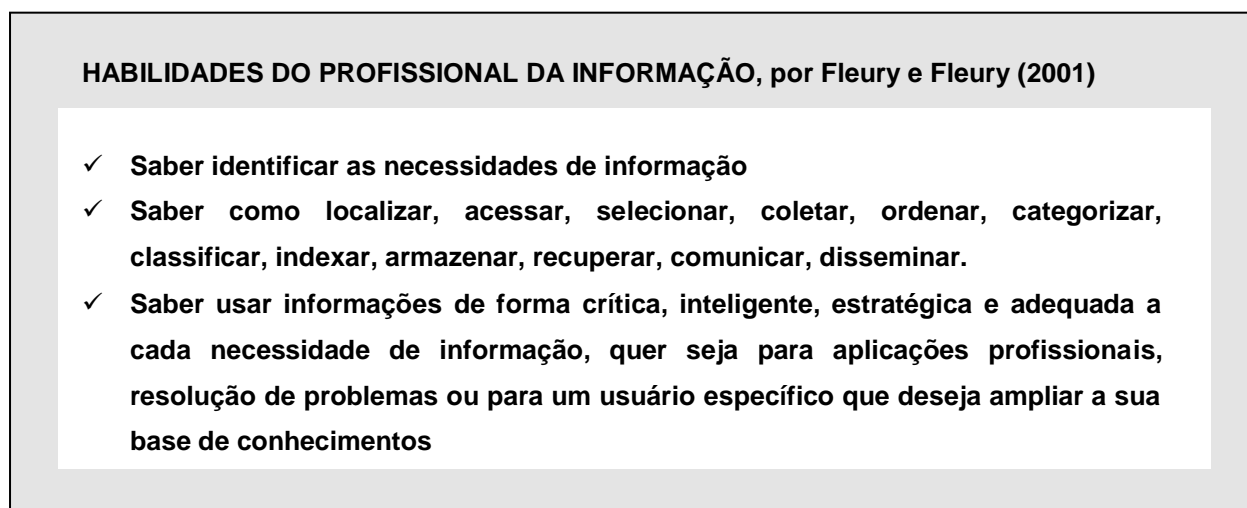 HABILIDADES DO PROFISSIONAL DA INFORMAÇÃO, por Fleury e Fleury (2001)
✓ Saber identificar as necessidades de informação
✓ Saber como localizar, acessar, selecionar, coletar, ordenar, categorizar,
classificar, indexar, armazenar, recuperar, comunicar, disseminar.
✓ Saber usar informações de forma crítica, inteligente, estratégica e adequada a
cada necessidade de informação, quer seja para aplicações profissionais,
resolução de problemas ou para um usuário específico que deseja ampliar a sua
base de conhecimentos